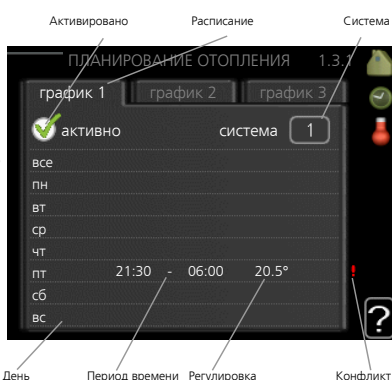 Активировано Расписание Система
ПЛАНИРОВАНИЕ ОТОПЛЕНИЯ 1.3.1
график 1 график 2 график 3
активно система 1
все
пн
вт
ср
чт
пт 21:30 - 06:00 20.5° !
сб
вс
?
День Период времени Регулировка Конфликт